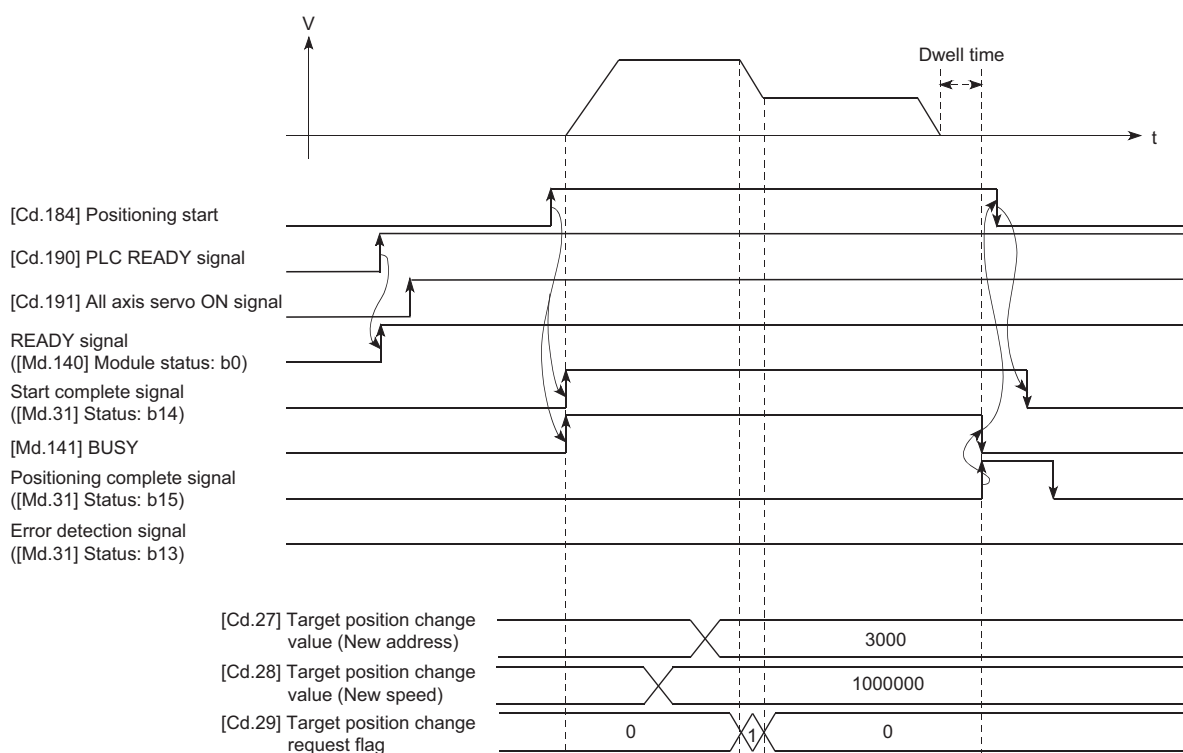 V
Dwell time
t
[Cd.184] Positioning start
[Cd.190] PLC READY signal
[Cd.191] All axis servo ON signal
READY signal
([Md.140] Module status: b0)
Start complete signal
([Md.31] Status: b14)
[Md.141] BUSY
Positioning complete signal
([Md.31] Status: b15)
Error detection signal
([Md.31] Status: b13)
[Cd.27] Target position change
value (New address)
3000
[Cd.28] Target position change
value (New speed)
1000000
[Cd.29] Target position change
request flag
0 1 0